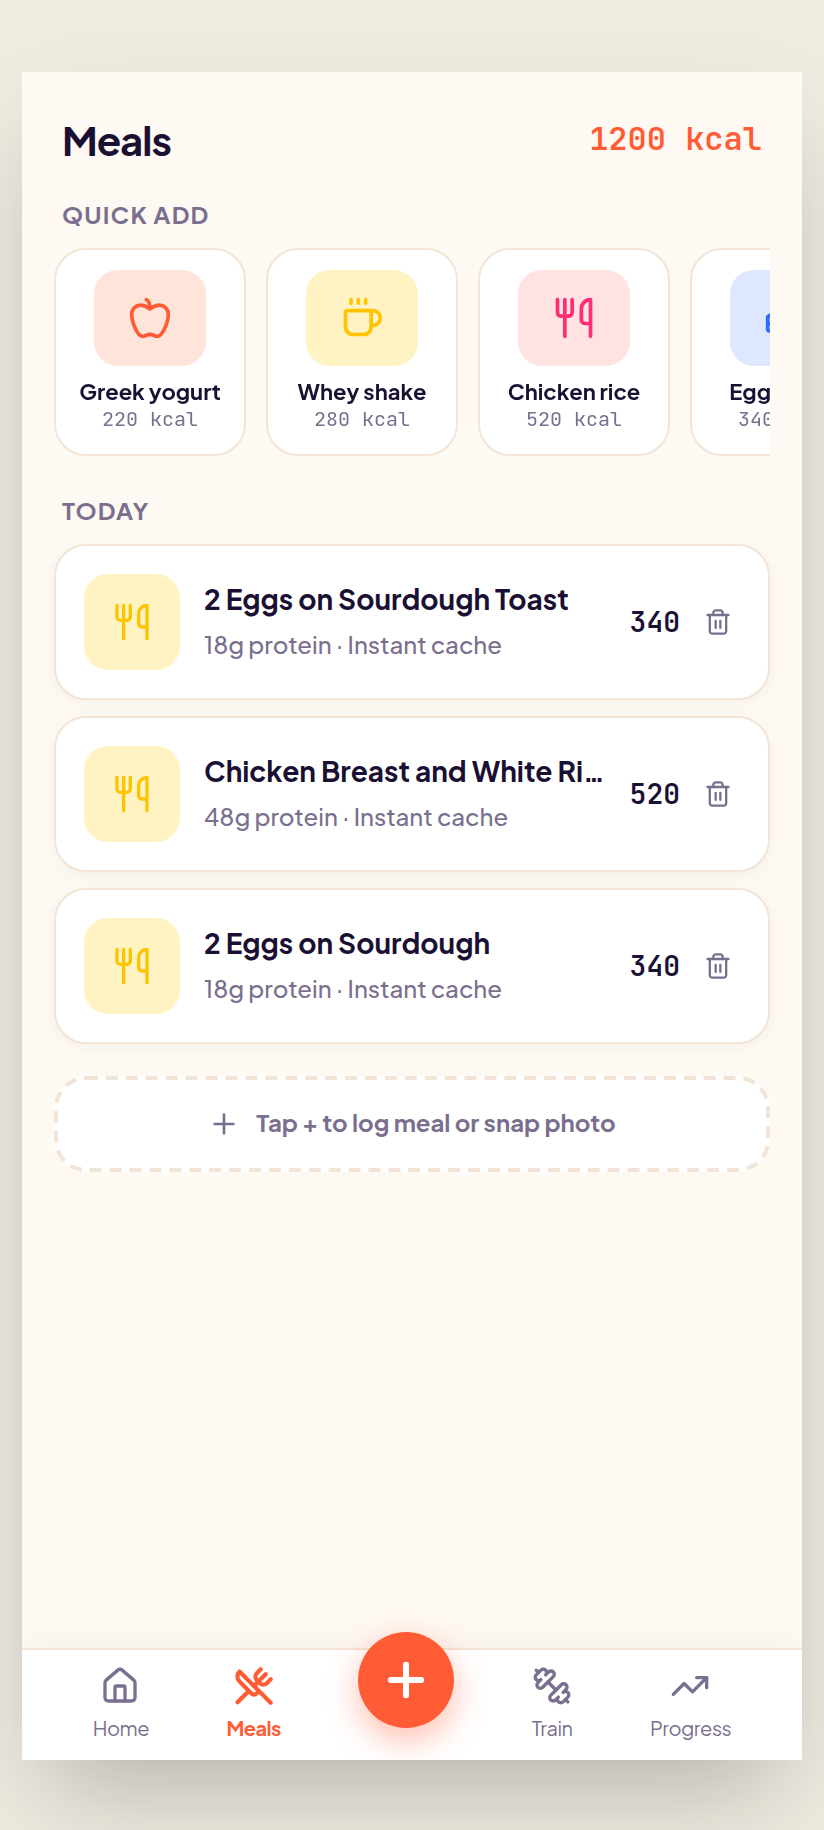 Meals
1200 kcal
QUICK ADD
Greek yogurt
220 kcal
Whey shake
280 kcal
Chicken rice
520 kcal
Egg
340
TODAY
2 Eggs on Sourdough Toast
18g protein · Instant cache
340
Chicken Breast and White Ri...
48g protein · Instant cache
520
2 Eggs on Sourdough
18g protein · Instant cache
340
Tap + to log meal or snap photo
Home
Meals
Train
Progress